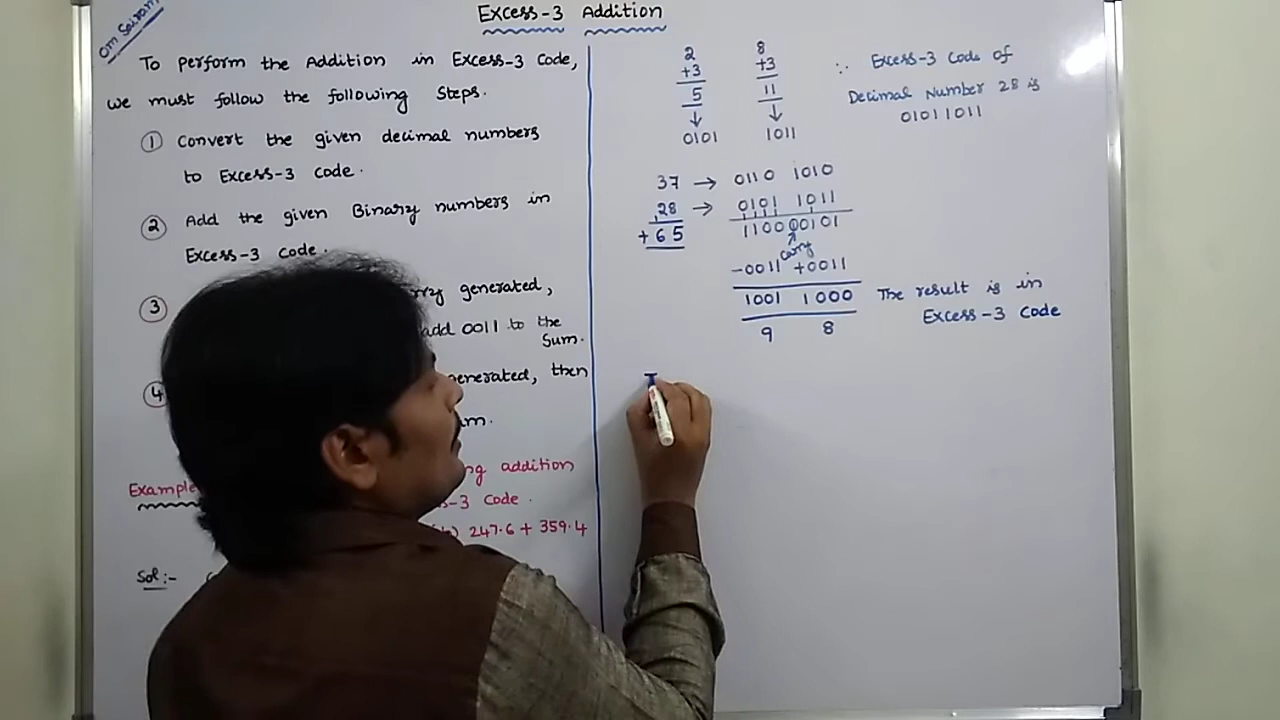 Om Sairam
Excess-3 Addition
To perform the Addition in Excess-3 Code,
we must follow the following Steps.
① Convert the given decimal numbers
to Excess-3 code.
② Add the given Binary numbers in
Excess-3 code.
③ generated,
add 0011 to the
Sum.
④ generated, then
Example
addition
Code.
247.6 + 359.4
Sol:-
2 8
+3 +3
5 11
↓ ↓
0101 1011
∵ Excess-3 Code of
Decimal Number 28 is
01011011
37 → 0110 1010
28 → 0101 1011
+ 65 1100 00101
carry
-0011 +0011
1001 1000
9 8
The result is in
Excess-3 Code